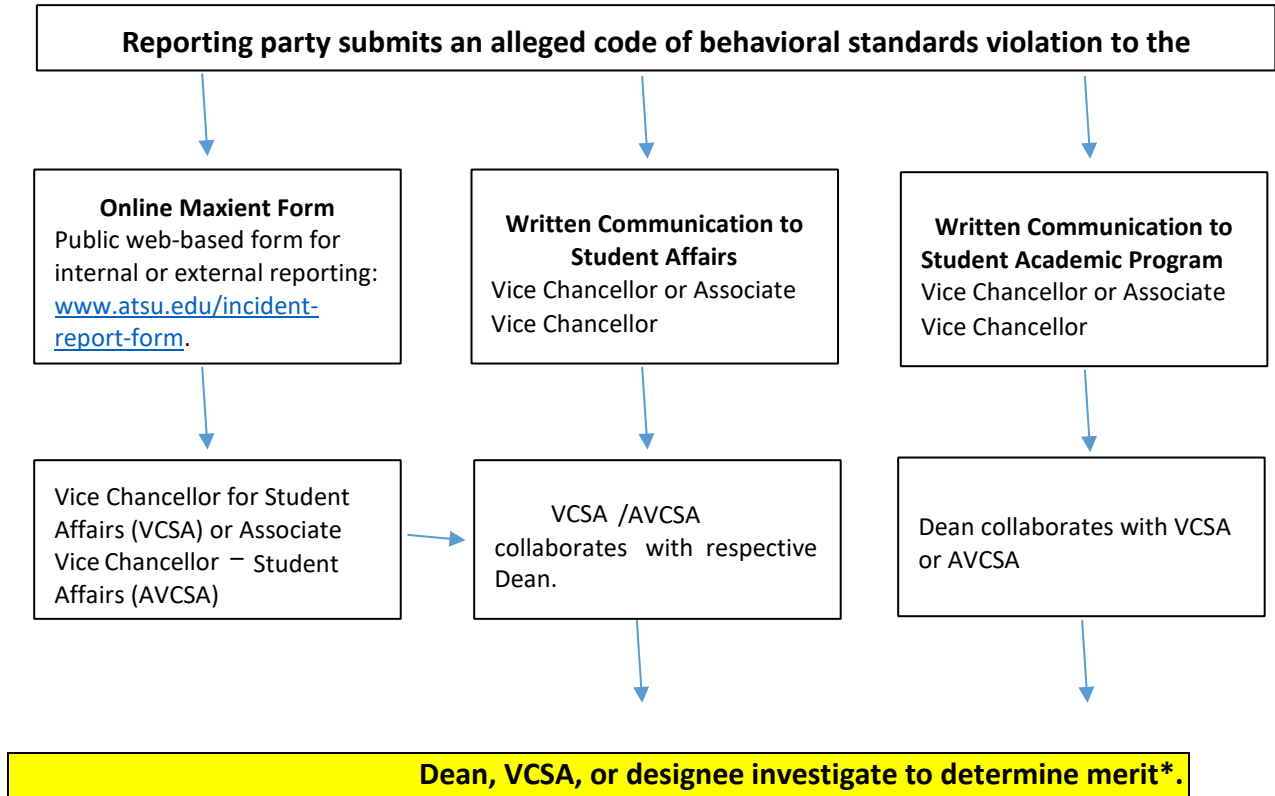 Reporting party submits an alleged code of behavioral standards violation to the
Online Maxient Form
Public web-based form for
internal or external reporting:
www.atsu.edu/incident-
report-form.
Written Communication to
Student Affairs
Vice Chancellor or Associate
Vice Chancellor
Written Communication to
Student Academic Program
Vice Chancellor or Associate
Vice Chancellor
Vice Chancellor for Student
Affairs (VCSA) or Associate
Vice Chancellor – Student
Affairs (AVCSA)
VCSA /AVCSA
collaborates with respective
Dean.
Dean collaborates with VCSA
or AVCSA
Dean, VCSA, or designee investigate to determine merit*.